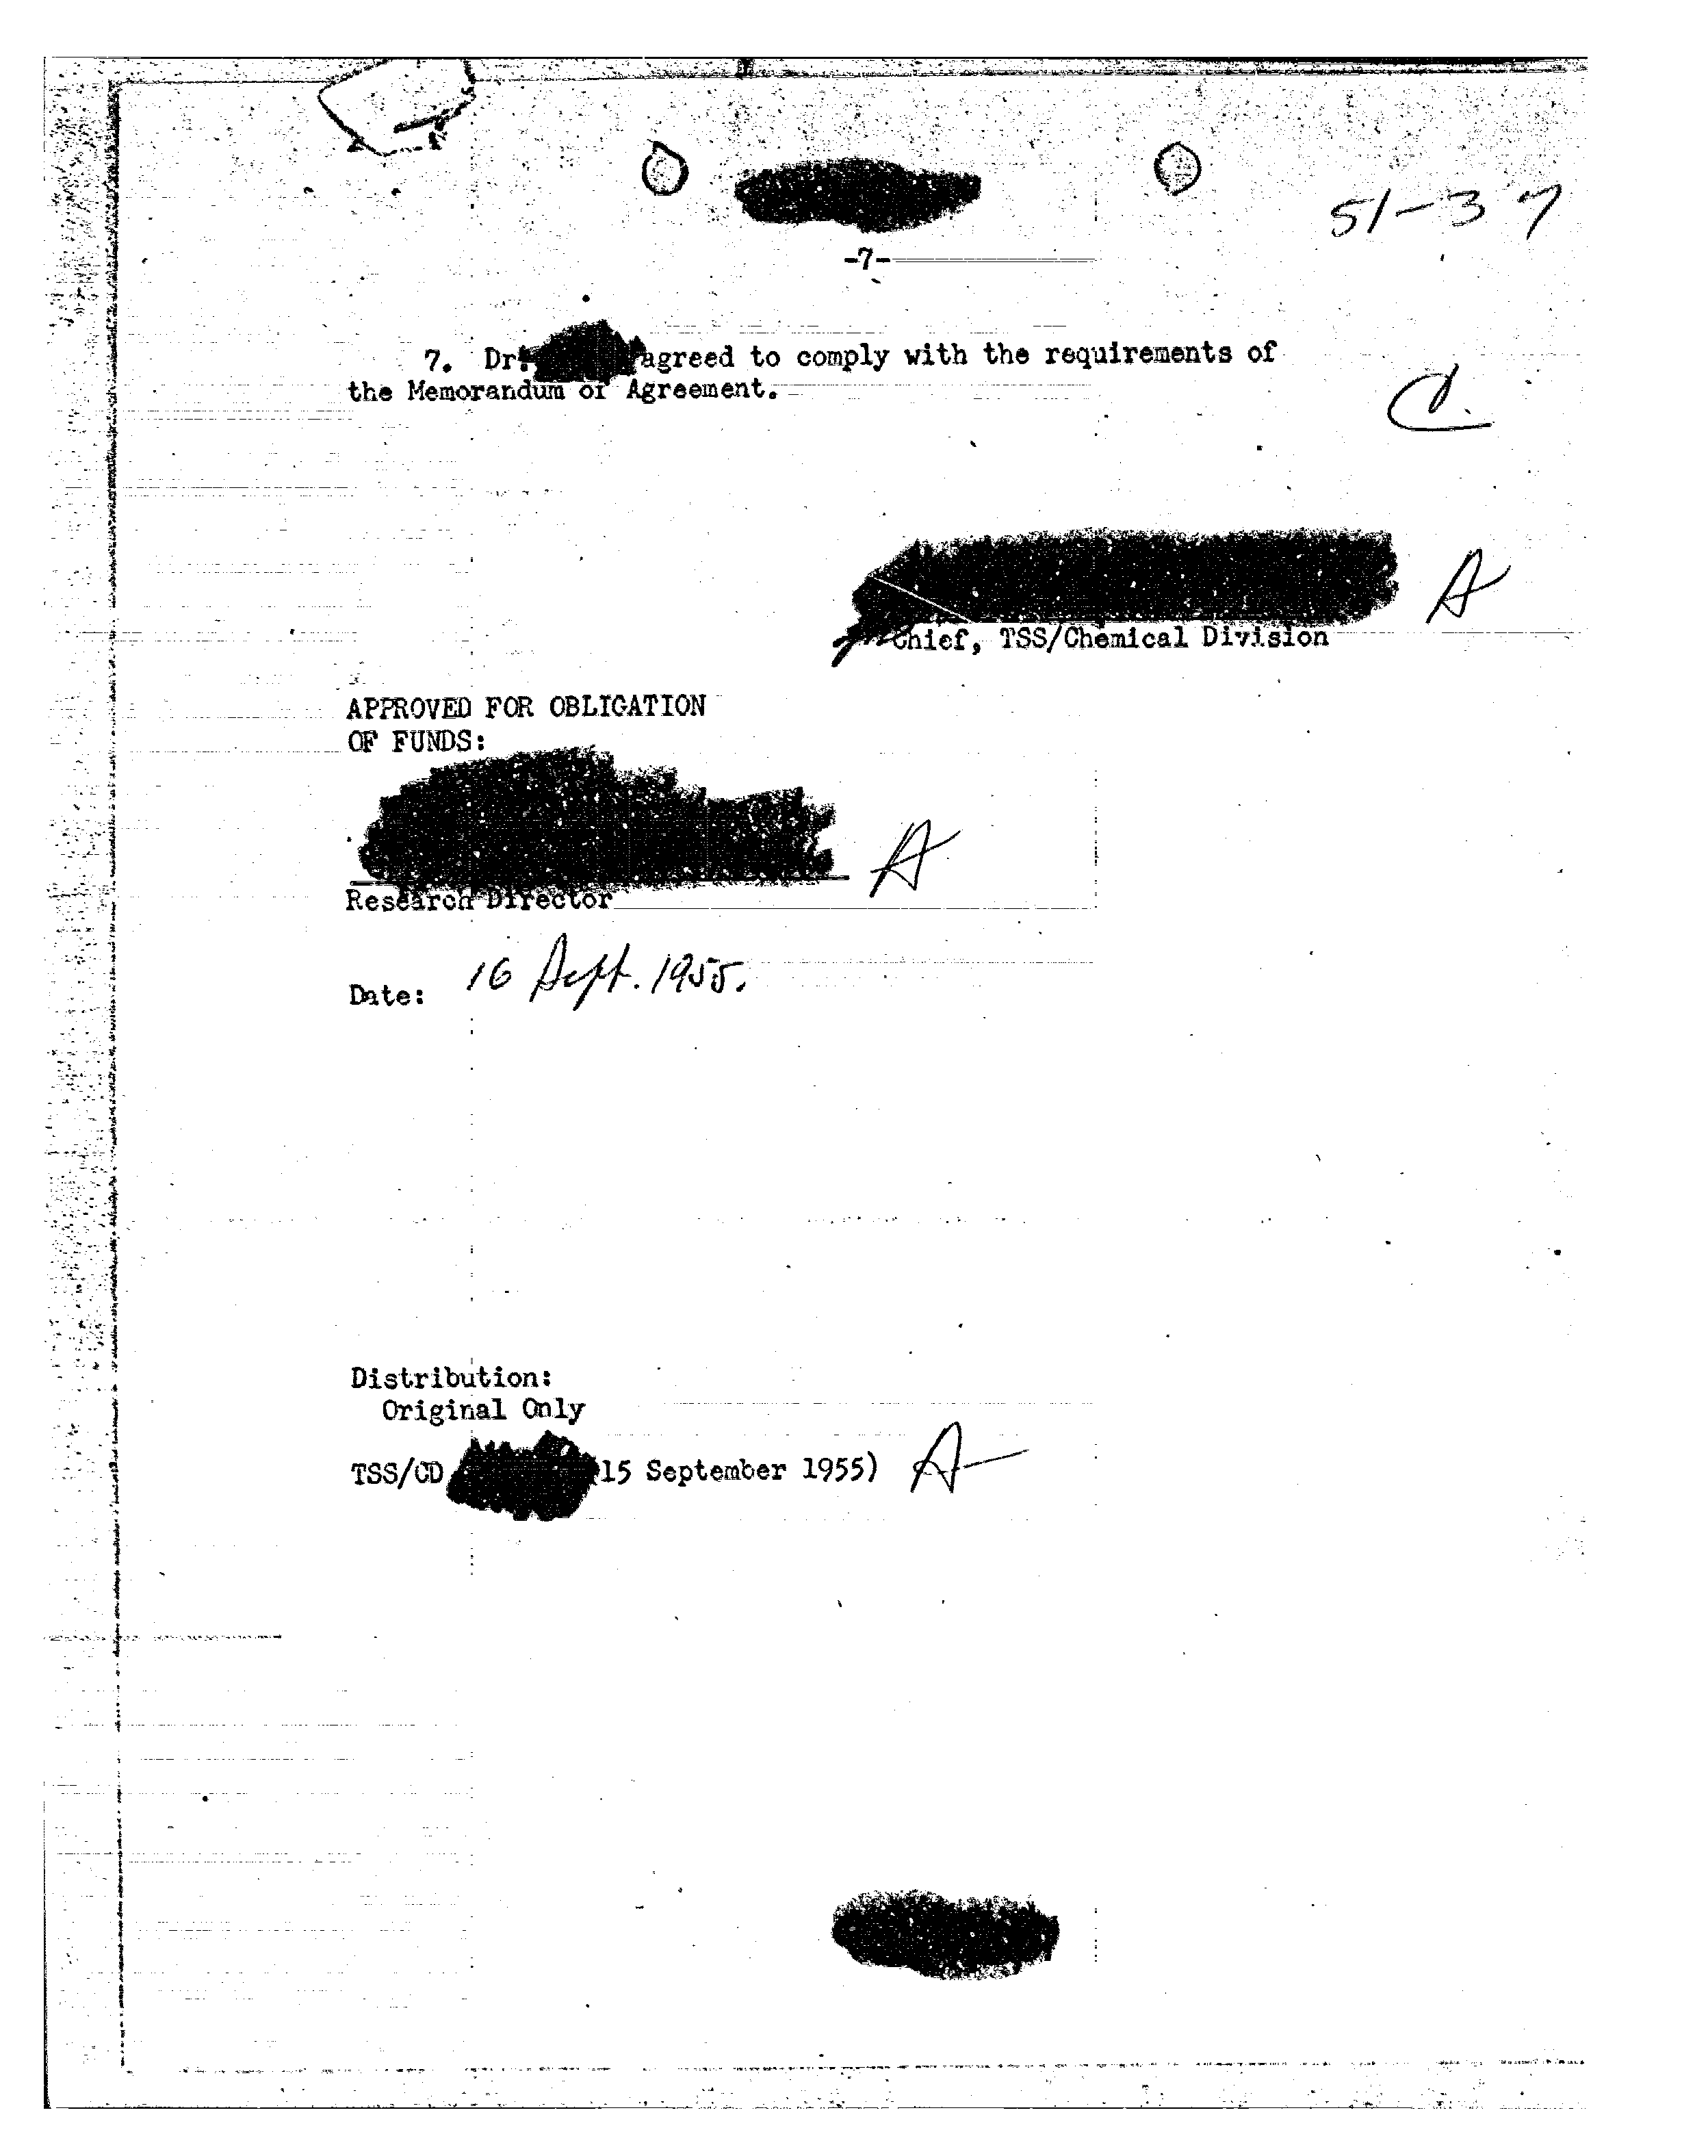 51-37
-7-
7. Dr. agreed to comply with the requirements of
the Memorandum of Agreement.
C
A
Chief, TSS/Chemical Division
APPROVED FOR OBLIGATION
OF FUNDS:
A
Research Director
Date: 16 Sept. 1955.
Distribution:
Original Only
TSS/CD (15 September 1955) A